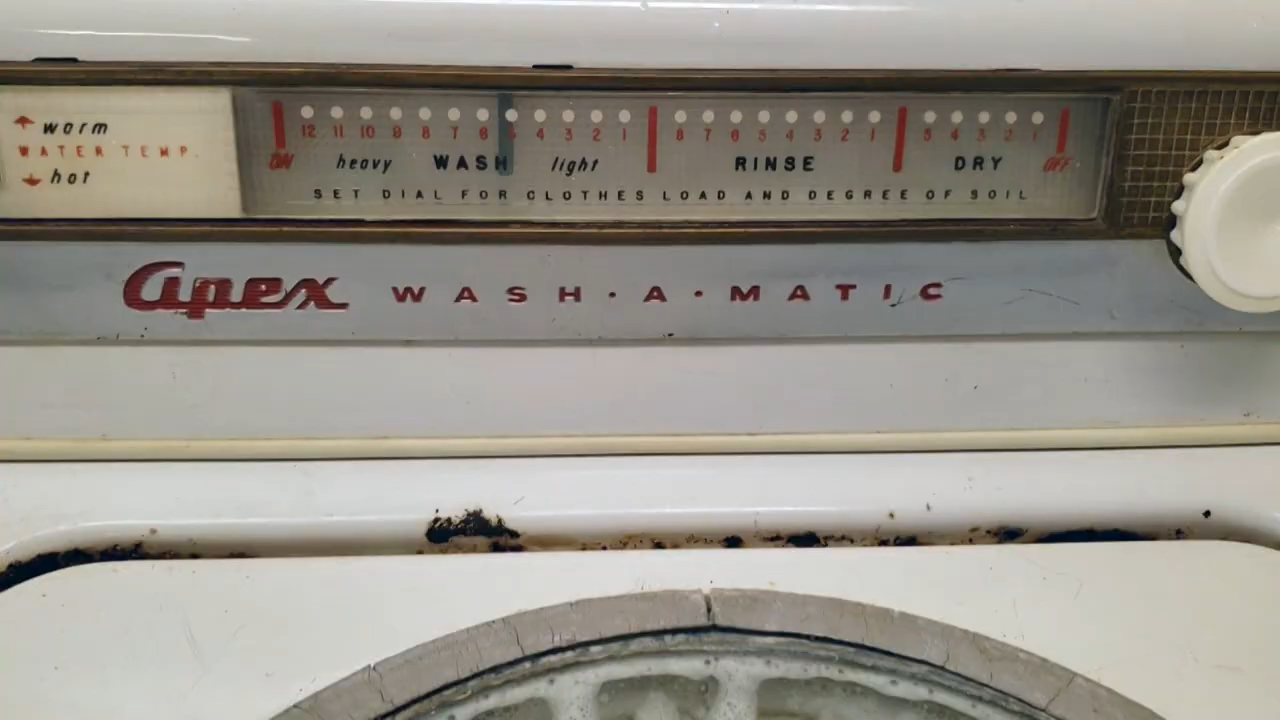 warm
WATER TEMP.
hot
12 11 10 9 8 7 6 5 4 3 2 1 8 7 6 5 4 3 2 1 5 4 3 2 1
ON heavy WASH light RINSE DRY OFF
SET DIAL FOR CLOTHES LOAD AND DEGREE OF SOIL
apex WASH·A·MATIC